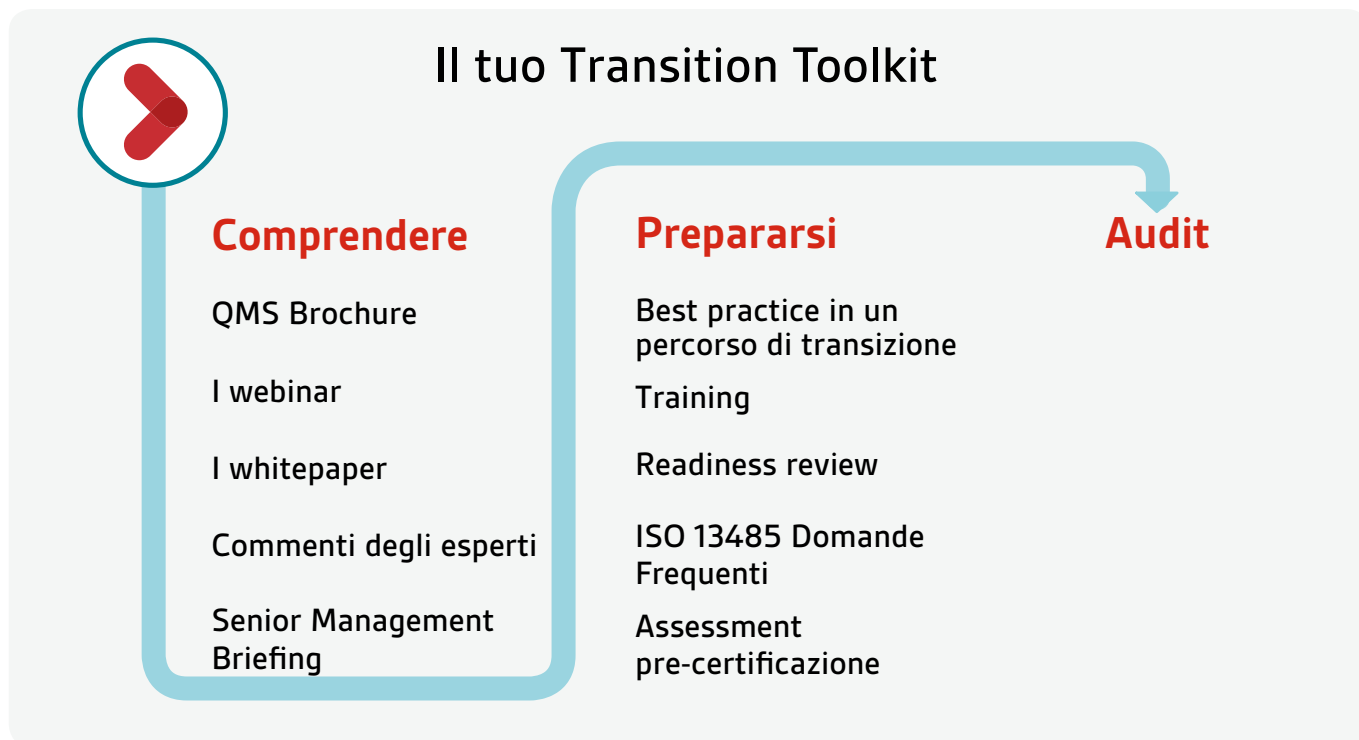 Il tuo Transition Toolkit
Comprendere
QMS Brochure
I webinar
I whitepaper
Commenti degli esperti
Senior Management
Briefing
Prepararsi
Best practice in un
percorso di transizione
Training
Readiness review
ISO 13485 Domande
Frequenti
Assessment
pre-certificazione
Audit